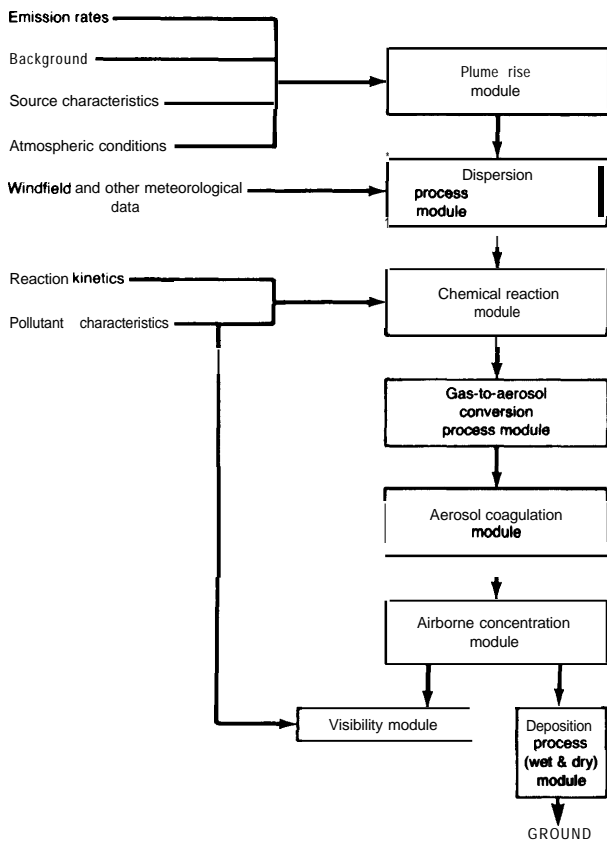 Emission rates
Background
Source characteristics
Atmospheric conditions
Plume rise
module
Windfield and other meteorological
data
Dispersion
process
module
Reaction kinetics
Pollutant characteristics
Chemical reaction
module
Gas-to-aerosol
conversion
process module
Aerosol coagulation
module
Airborne concentration
module
Visibility module
Deposition
process
(wet & dry)
module
GROUND